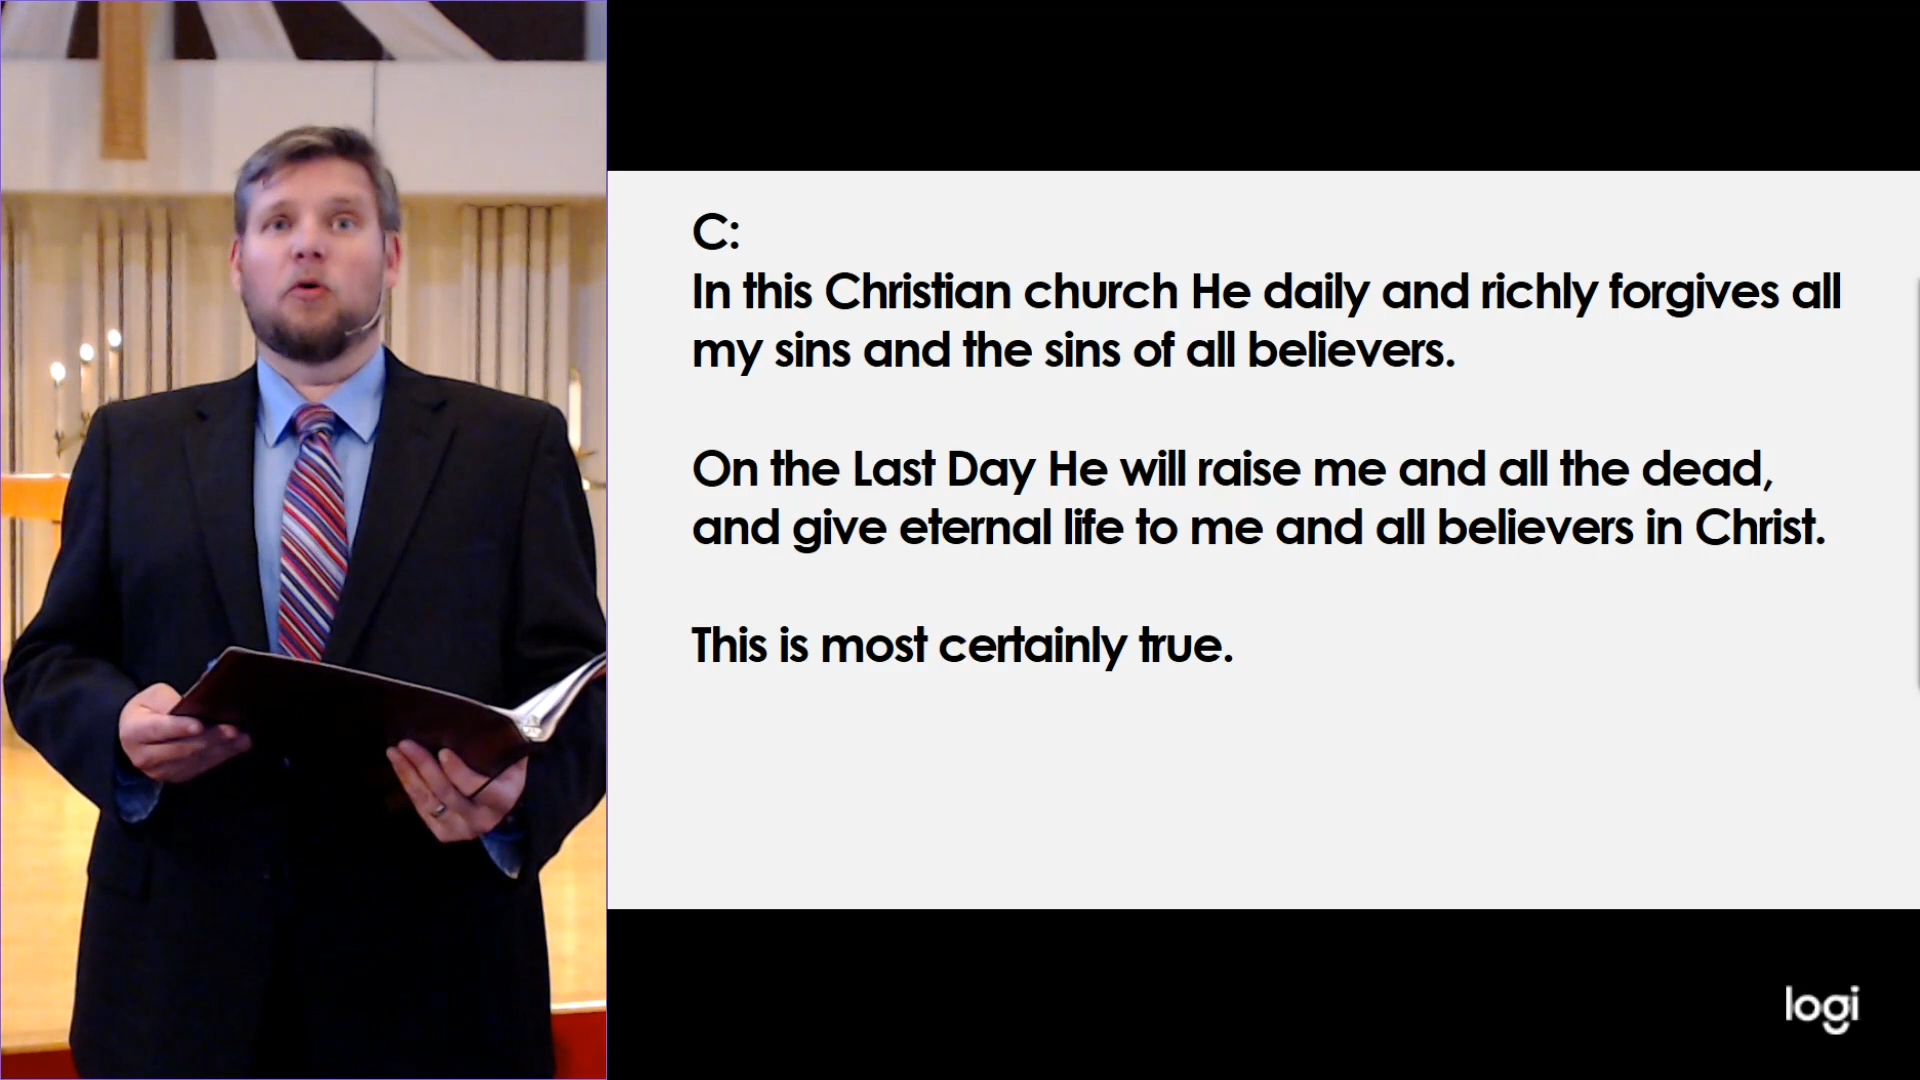 C:
In this Christian church He daily and richly forgives all
my sins and the sins of all believers.
On the Last Day He will raise me and all the dead,
and give eternal life to me and all believers in Christ.
This is most certainly true.
logi